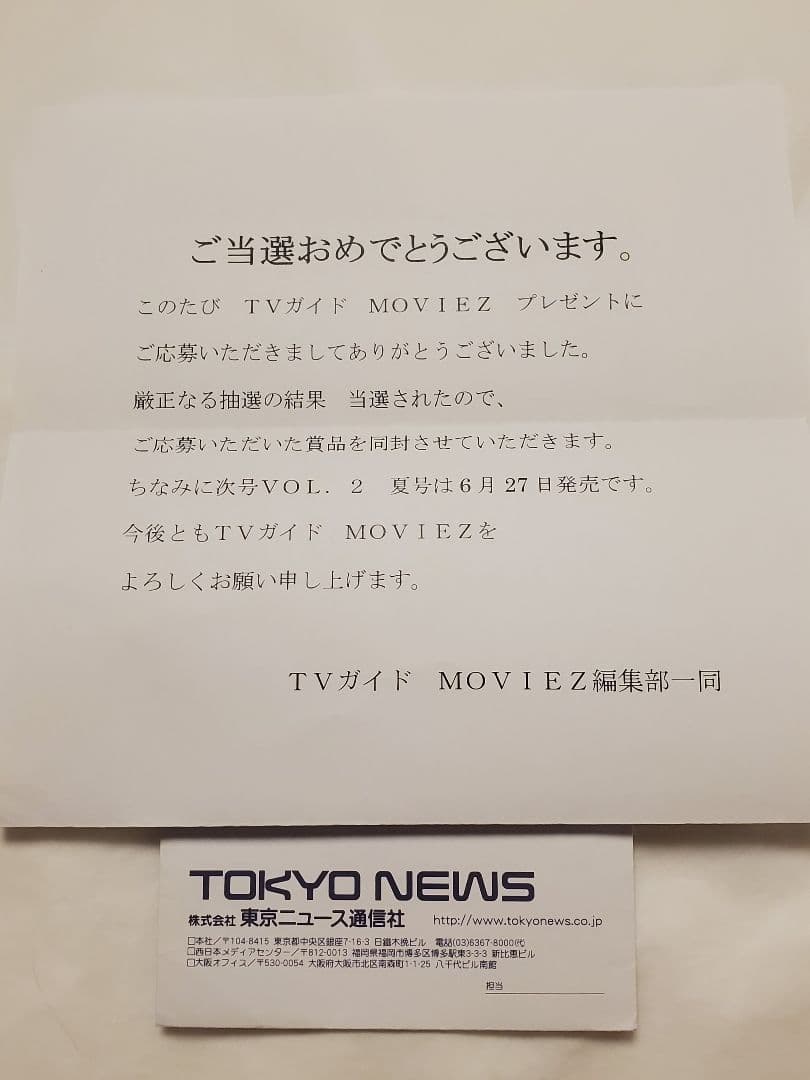 ご当選おめでとうございます。
このたび　ＴＶガイド　ＭＯＶＩＥＺ　プレゼントに
ご応募いただきましてありがとうございました。
厳正なる抽選の結果　当選されたので、
ご応募いただいた賞品を同封させていただきます。
ちなみに次号ＶＯＬ．２　夏号は６月 27 日発売です。
今後ともＴＶガイド　ＭＯＶＩＥＺを
よろしくお願い申し上げます。
ＴＶガイド　ＭＯＶＩＥＺ編集部一同
TOKYO NEWS
株式会社 東京ニュース通信社　http://www.tokyonews.co.jp
□本社／〒104-8415 東京都中央区銀座7-16-3 日鐵木挽ビル　電話(03)6367-8000(代)
□西日本メディアセンター／〒812-0013 福岡県福岡市博多区博多駅東3-3-3 新比恵ビル
□大阪オフィス／〒530-0054 大阪府大阪市北区南森町1-1-25 八千代ビル南館
担当